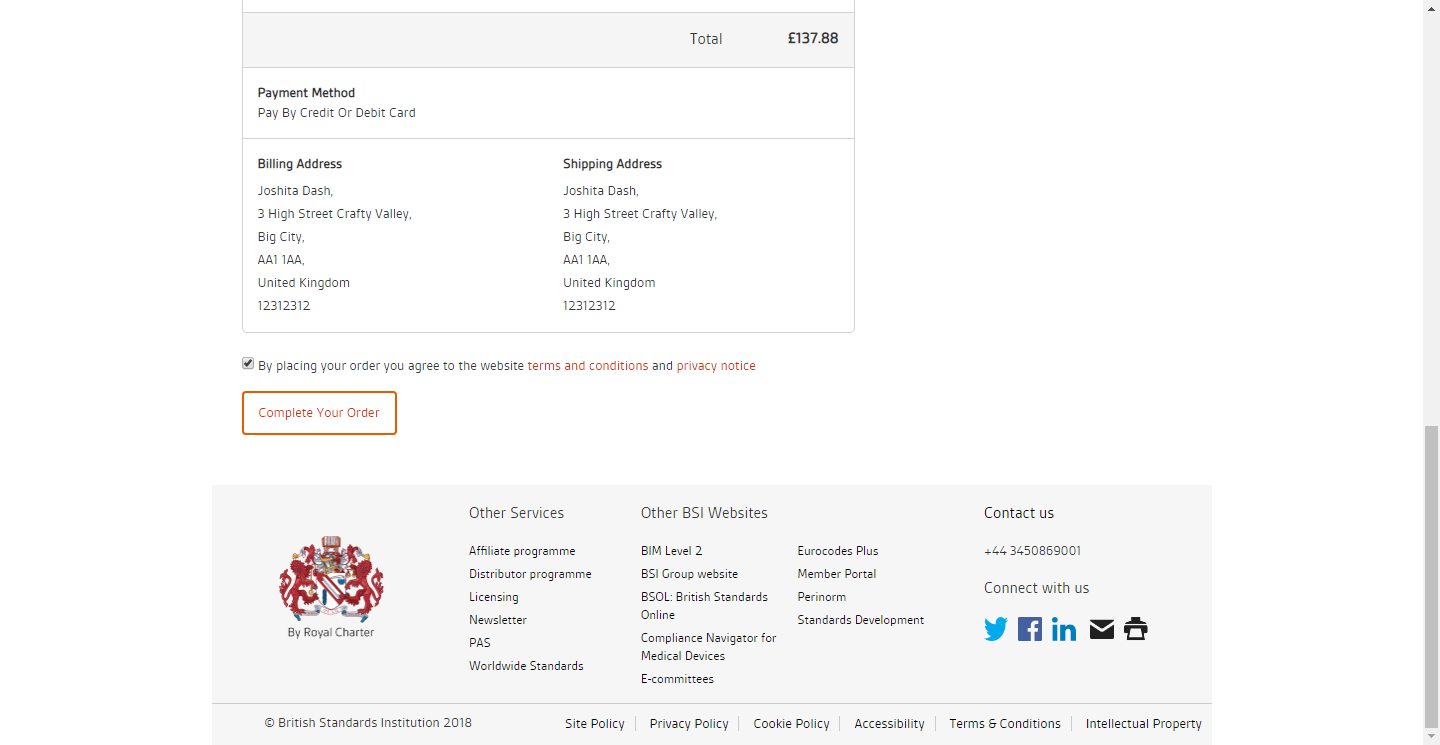 Total £137.88
Payment Method
Pay By Credit Or Debit Card
Billing Address
Joshita Dash,
3 High Street Crafty Valley,
Big City,
AA1 1AA,
United Kingdom
12312312
Shipping Address
Joshita Dash,
3 High Street Crafty Valley,
Big City,
AA1 1AA,
United Kingdom
12312312
By placing your order you agree to the website terms and conditions and privacy notice
Complete Your Order
By Royal Charter
Other Services
Affiliate programme
Distributor programme
Licensing
Newsletter
PAS
Worldwide Standards
Other BSI Websites
BIM Level 2
BSI Group website
BSOL: British Standards
Online
Compliance Navigator for
Medical Devices
E-committees
Eurocodes Plus
Member Portal
Perinorm
Standards Development
Contact us
+44 3450869001
Connect with us
© British Standards Institution 2018
Site Policy Privacy Policy Cookie Policy Accessibility Terms & Conditions Intellectual Property